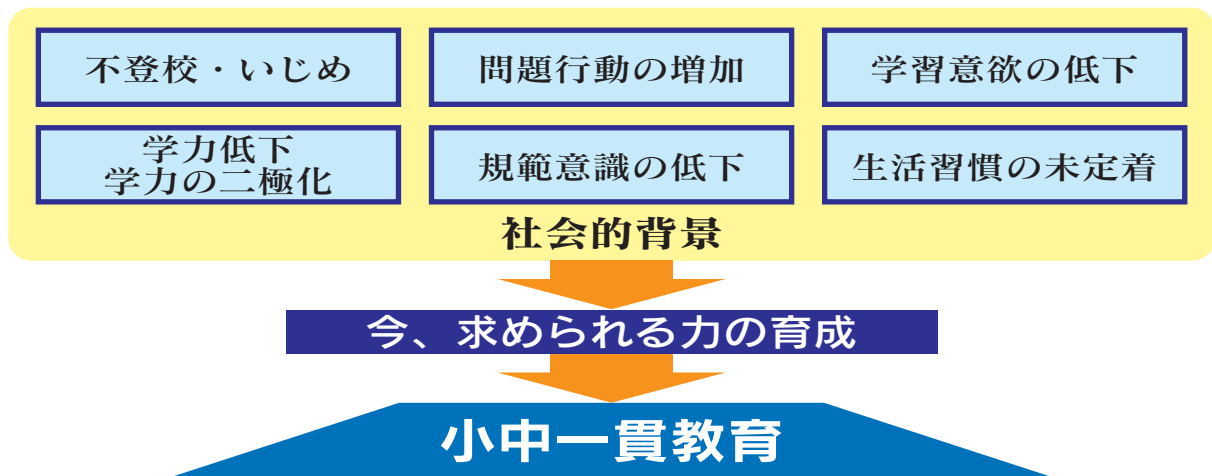 不登校・いじめ
問題行動の増加
学習意欲の低下
学力低下
学力の二極化
規範意識の低下
生活習慣の未定着
社会的背景
今、求められる力の育成
小中一貫教育